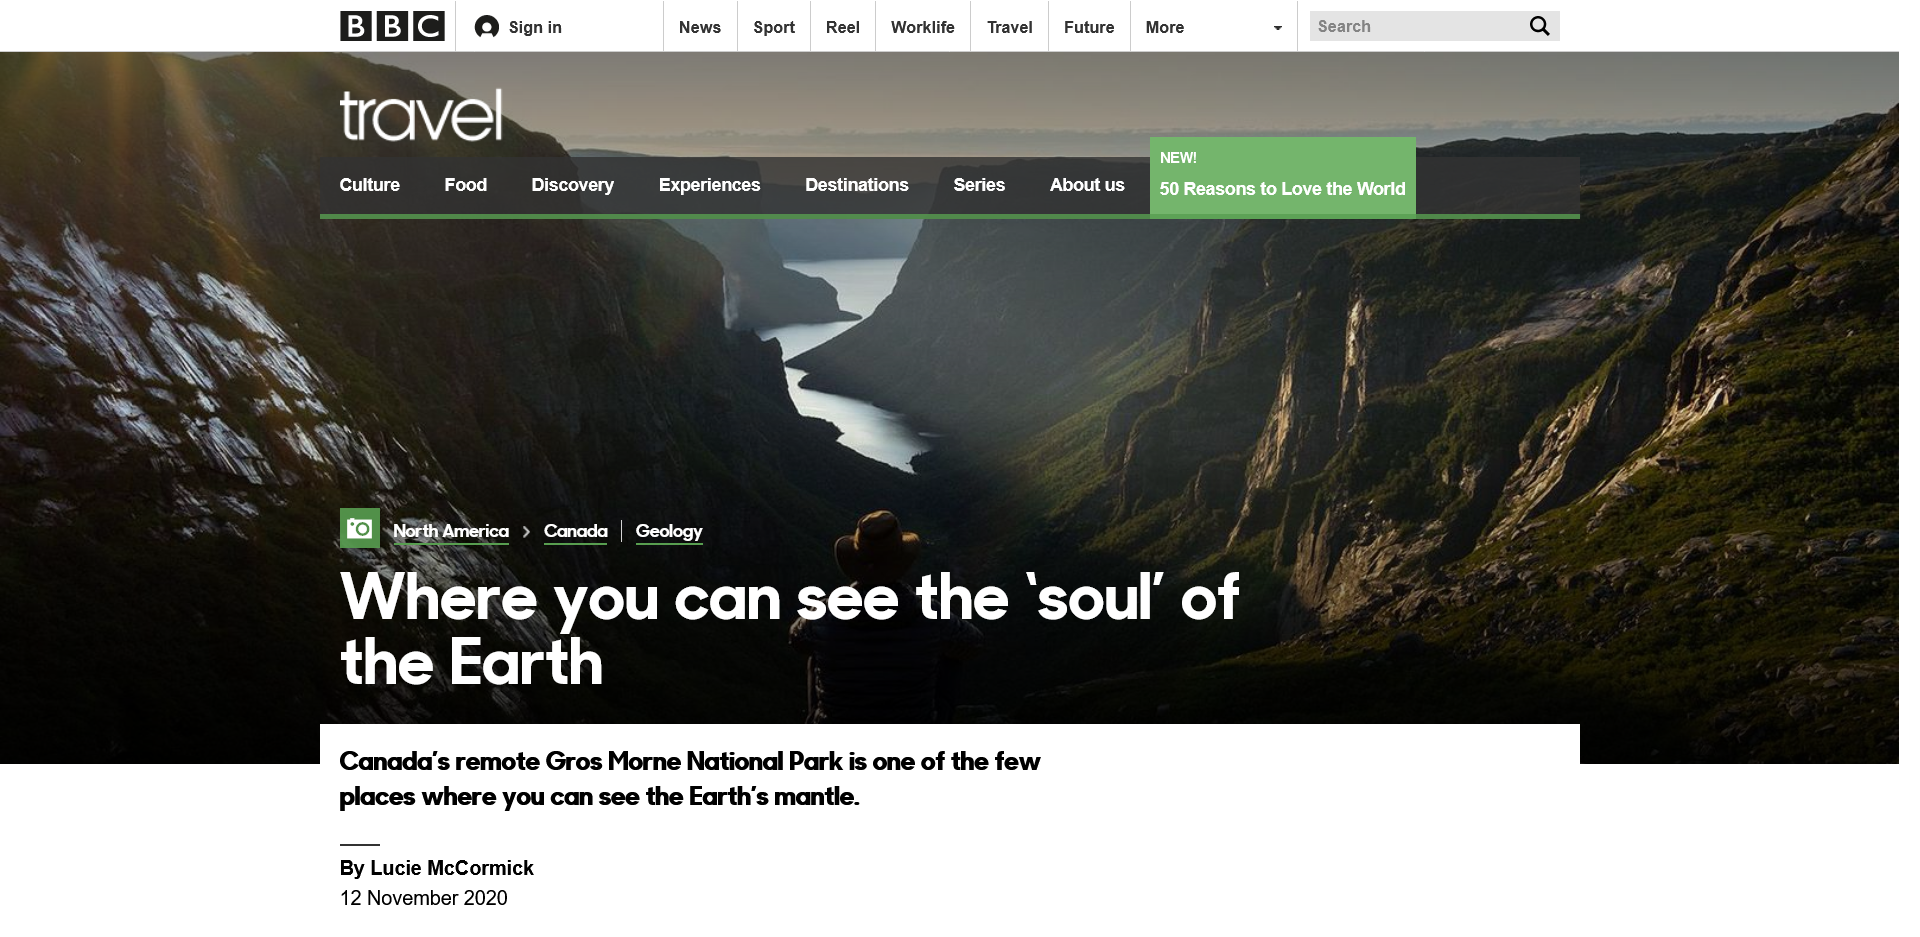 BBC
Sign in
News
Sport
Reel
Worklife
Travel
Future
More
Search
travel
NEW!
Culture
Food
Discovery
Experiences
Destinations
Series
About us
50 Reasons to Love the World
North America
Canada
Geology
Where you can see the ‘soul’ of
the Earth
Canada’s remote Gros Morne National Park is one of the few
places where you can see the Earth’s mantle.
By Lucie McCormick
12 November 2020